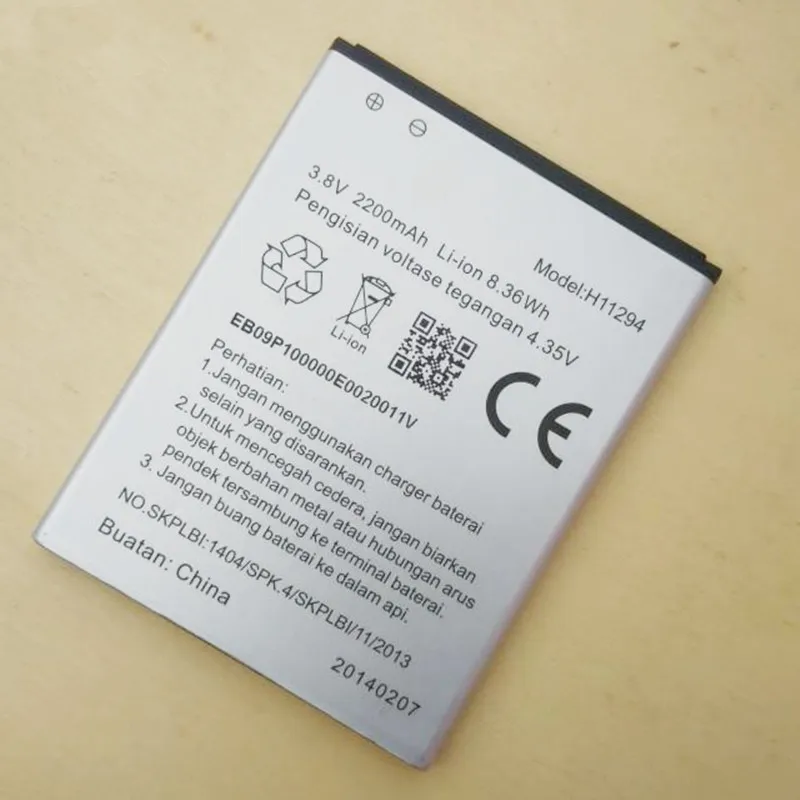 Model:H11294
3.8V 2200mAh Li-ion 8.36Wh
Pengisian voltase tegangan 4.35V
Li-ion
CE
EB09P100000E0020011V
Perhatian:
1.Jangan menggunakan charger baterai
selain yang disarankan.
2.Untuk mencegah cedera, jangan biarkan
objek berbahan metal atau hubungan arus
pendek tersambung ke terminal baterai.
3. Jangan buang baterai ke dalam api.
NO.SKPLBI:1404/SPK.4/SKPLBI/11/2013
Buatan: China
20140207